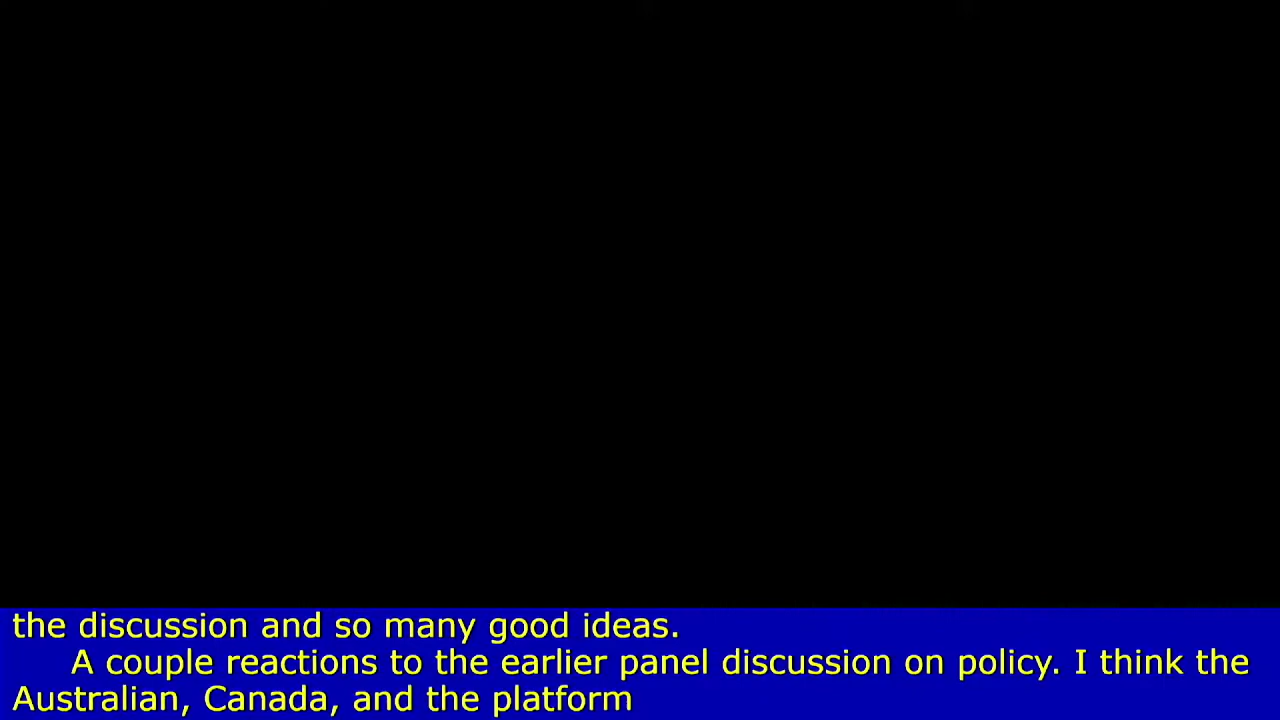 the discussion and so many good ideas.
A couple reactions to the earlier panel discussion on policy. I think the
Australian, Canada, and the platform